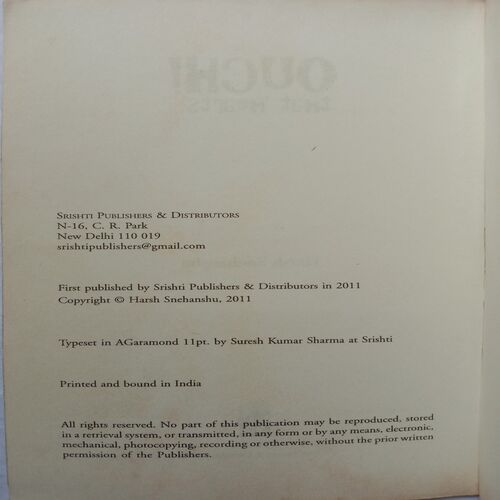 SRISHTI PUBLISHERS & DISTRIBUTORS
N-16, C. R. Park
New Delhi 110 019
srishtipublishers@gmail.com
First published by Srishti Publishers & Distributors in 2011
Copyright © Harsh Snehanshu, 2011
Typeset in AGaramond 11pt. by Suresh Kumar Sharma at Srishti
Printed and bound in India
All rights reserved. No part of this publication may be reproduced, stored
in a retrieval system, or transmitted, in any form or by any means, electronic,
mechanical, photocopying, recording or otherwise, without the prior written
permission of the Publishers.